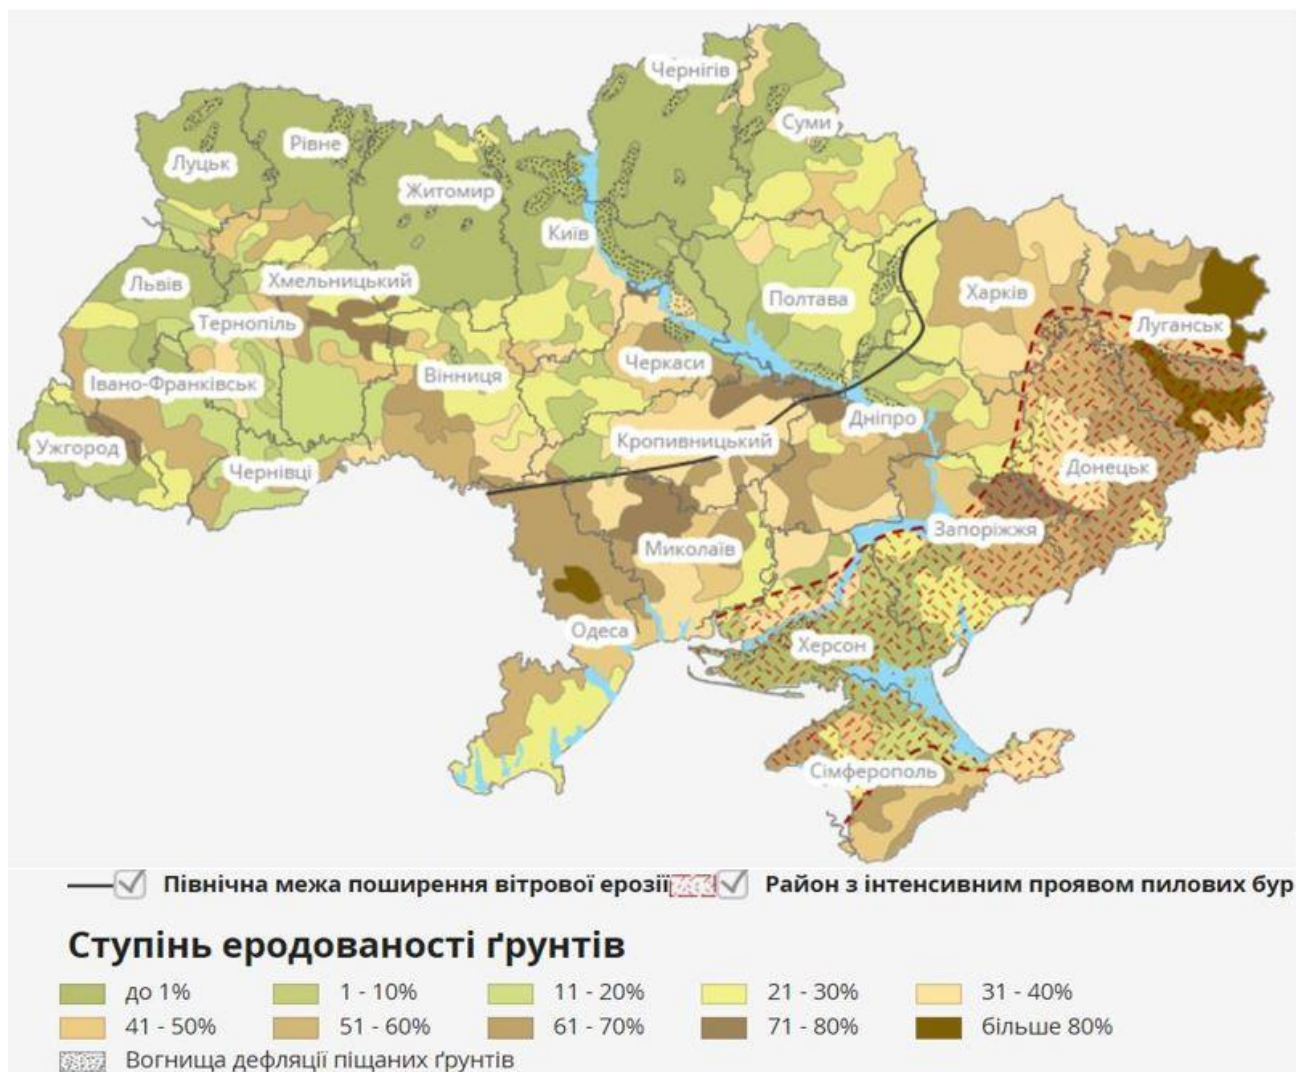 Чернігів
Суми
Рівне
Луцьк
Житомир
Київ
Львів
Хмельницький
Полтава
Харків
Тернопіль
Луганськ
Черкаси
Вінниця
Івано-Франківськ
Дніпро
Ужгород
Кропивницький
Чернівці
Донецьк
Запоріжжя
Миколаїв
Одеса
Херсон
Сімферополь
Північна межа поширення вітрової ерозії
Район з інтенсивним проявом пилових бур
Ступінь еродованості ґрунтів
до 1% 1 - 10% 11 - 20% 21 - 30% 31 - 40%
41 - 50% 51 - 60% 61 - 70% 71 - 80% більше 80%
Вогнища дефляції піщаних ґрунтів